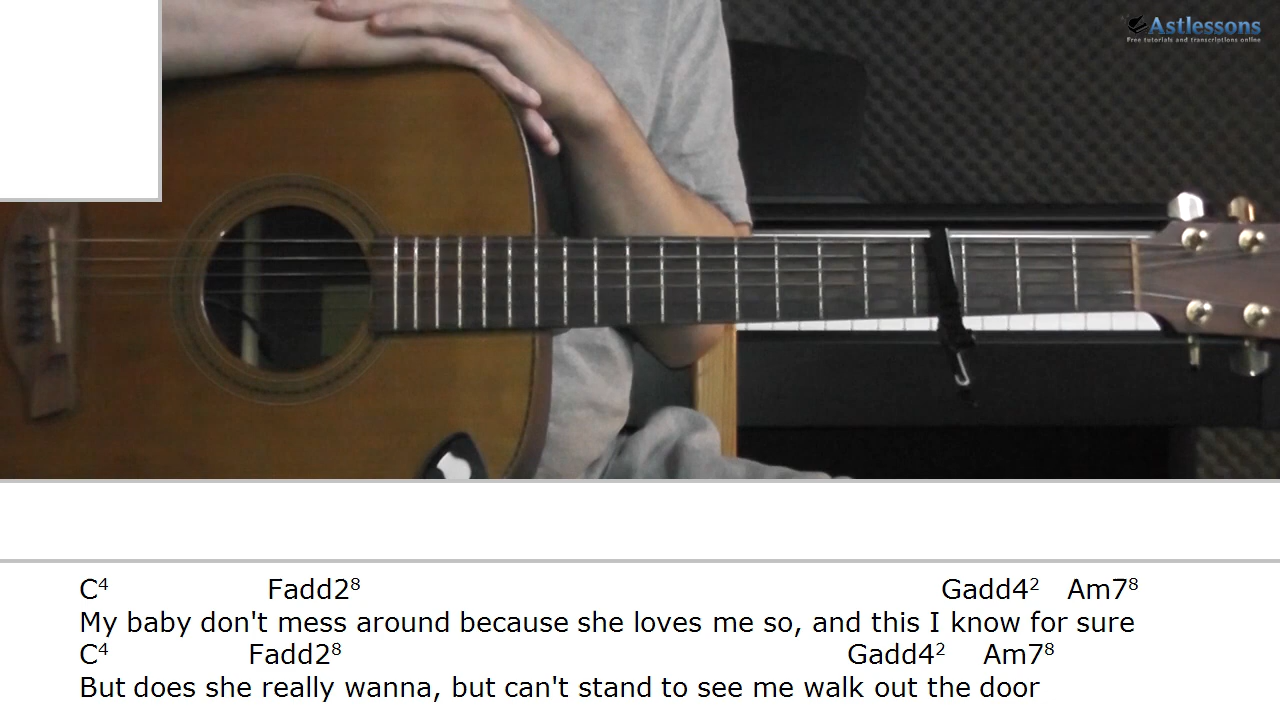 Astlessons
Free tutorials and transcriptions online
C⁴ Fadd2⁸ Gadd4² Am7⁸
My baby don't mess around because she loves me so, and this I know for sure
C⁴ Fadd2⁸ Gadd4² Am7⁸
But does she really wanna, but can't stand to see me walk out the door